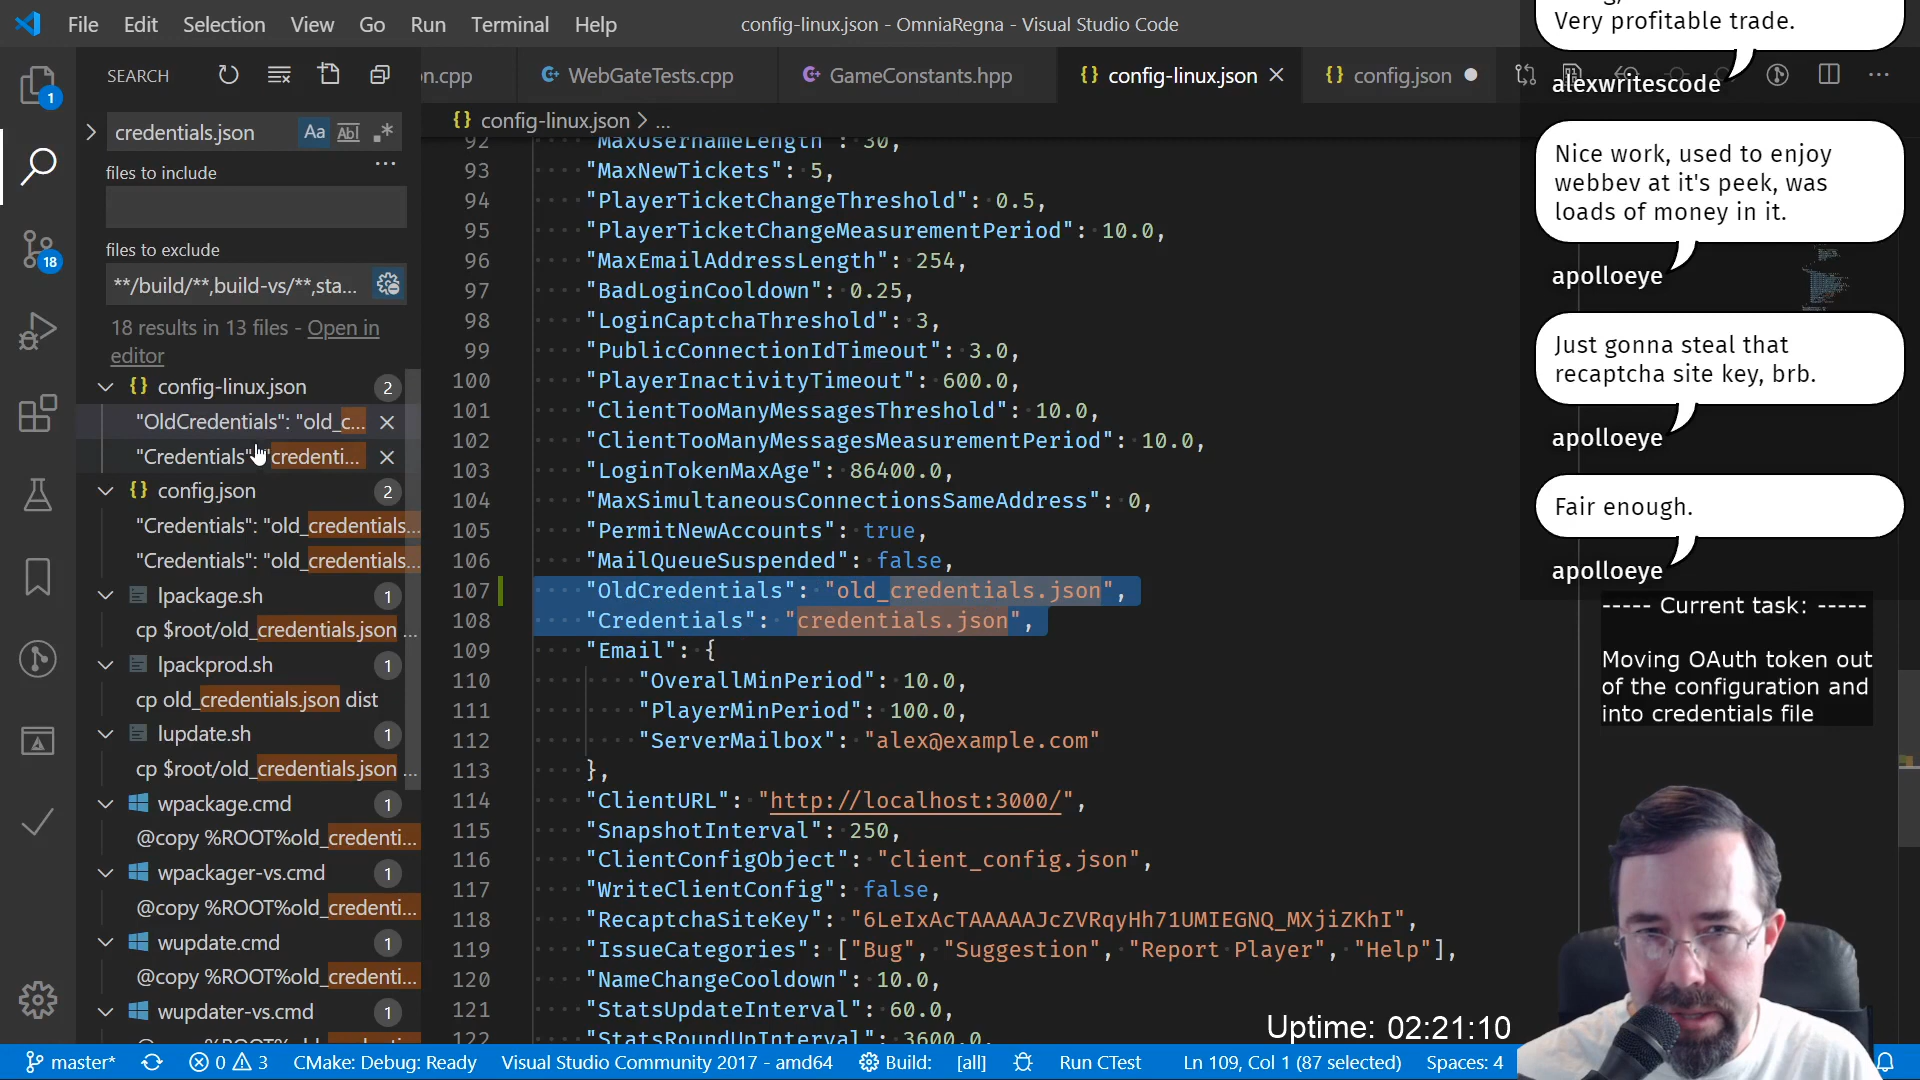 File Edit Selection View Go Run Terminal Help
config-linux.json - OmniaRegna - Visual Studio Code
SEARCH
n.cpp
WebGateTests.cpp
GameConstants.hpp
{} config-linux.json
{} config.json
{} config-linux.json > ...
credentials.json
Aa Abl .*
files to include
files to exclude
**/build/**,build-vs/**,sta...
18 results in 13 files - Open in
editor
{} config-linux.json 2
"OldCredentials": "old_c...
"Credentials": "credenti...
{} config.json 2
"Credentials": "old_credentials...
"Credentials": "old_credentials...
lpackage.sh 1
cp $root/old_credentials.json ...
lpackprod.sh 1
cp old_credentials.json dist
lupdate.sh 1
cp $root/old_credentials.json ...
wpackage.cmd 1
@copy %ROOT%old_credenti...
wpackager-vs.cmd 1
@copy %ROOT%old_credenti...
wupdate.cmd 1
@copy %ROOT%old_credenti...
wupdater-vs.cmd 1
1
18
92 "MaxUsernameLength": 30,
93 "MaxNewTickets": 5,
94 "PlayerTicketChangeThreshold": 0.5,
95 "PlayerTicketChangeMeasurementPeriod": 10.0,
96 "MaxEmailAddressLength": 254,
97 "BadLoginCooldown": 0.25,
98 "LoginCaptchaThreshold": 3,
99 "PublicConnectionIdTimeout": 3.0,
100 "PlayerInactivityTimeout": 600.0,
101 "ClientTooManyMessagesThreshold": 10.0,
102 "ClientTooManyMessagesMeasurementPeriod": 10.0,
103 "LoginTokenMaxAge": 86400.0,
104 "MaxSimultaneousConnectionsSameAddress": 0,
105 "PermitNewAccounts": true,
106 "MailQueueSuspended": false,
107 "OldCredentials": "old_credentials.json",
108 "Credentials": "credentials.json",
109 "Email": {
110 "OverallMinPeriod": 10.0,
111 "PlayerMinPeriod": 100.0,
112 "ServerMailbox": "alex@example.com"
113 },
114 "ClientURL": "http://localhost:3000/",
115 "SnapshotInterval": 250,
116 "ClientConfigObject": "client_config.json",
117 "WriteClientConfig": false,
118 "RecaptchaSiteKey": "6LeIxAcTAAAAAJcZVRqyHh71UMIEGNQ_MXjiZKhI",
119 "IssueCategories": ["Bug", "Suggestion", "Report Player", "Help"],
120 "NameChangeCooldown": 10.0,
121 "StatsUpdateInterval": 60.0,
122 "StatsRoundUpInterval": 3600.0,
Very profitable trade.
alexwritescode
Nice work, used to enjoy
webbev at it's peek, was
loads of money in it.
apolloeye
Just gonna steal that
recaptcha site key, brb.
apolloeye
Fair enough.
apolloeye
----- Current task: -----
Moving OAuth token out
of the configuration and
into credentials file
Uptime: 02:21:10
master* 0 3 CMake: Debug: Ready Visual Studio Community 2017 - amd64 Build: [all] Run CTest Ln 109, Col 1 (87 selected) Spaces: 4